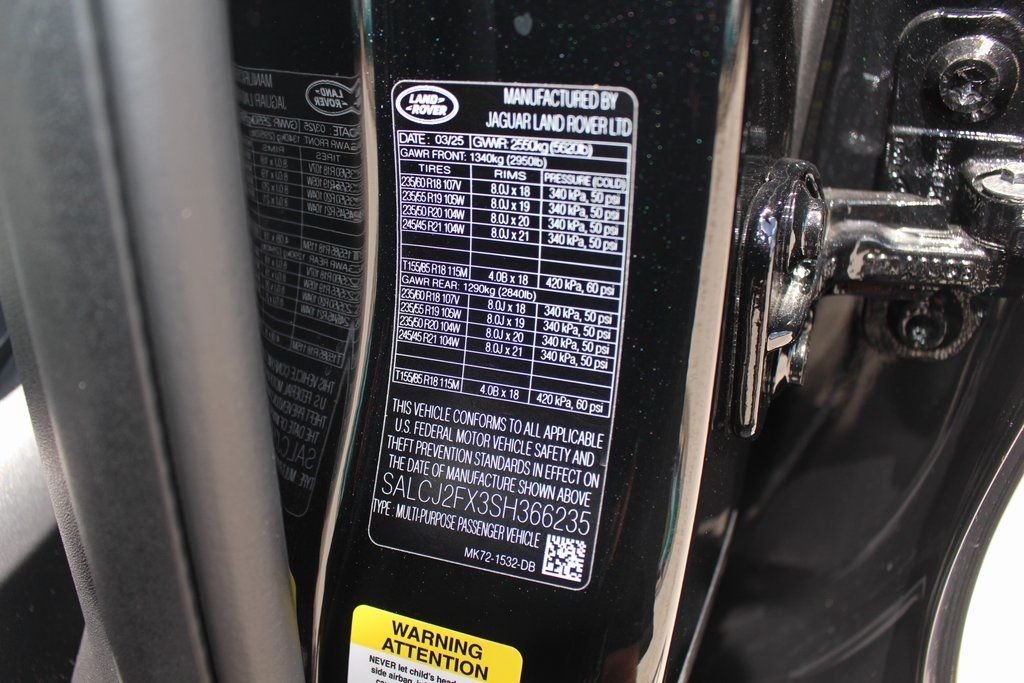 LAND ROVER
MANUFACTURED BY
JAGUAR LAND ROVER LTD
DATE: 03/25 GVWR: 2550kg (5620lb)
GAWR FRONT: 1340kg (2950lb)
TIRES RIMS PRESSURE (COLD)
235/60 R18 107V 8.0J x 18 340 kPa, 50 psi
235/55 R19 105W 8.0J x 19 340 kPa, 50 psi
235/50 R20 104W 8.0J x 20 340 kPa, 50 psi
245/45 R21 104W 8.0J x 21 340 kPa, 50 psi
T155/85 R18 115M 4.0B x 18 420 kPa, 60 psi
GAWR REAR: 1290kg (2840lb)
235/60 R18 107V 8.0J x 18 340 kPa, 50 psi
235/55 R19 105W 8.0J x 19 340 kPa, 50 psi
235/50 R20 104W 8.0J x 20 340 kPa, 50 psi
245/45 R21 104W 8.0J x 21 340 kPa, 50 psi
T155/85 R18 115M 4.0B x 18 420 kPa, 60 psi
THIS VEHICLE CONFORMS TO ALL APPLICABLE
U.S. FEDERAL MOTOR VEHICLE SAFETY AND
THEFT PREVENTION STANDARDS IN EFFECT ON
THE DATE OF MANUFACTURE SHOWN ABOVE
SALCJ2FX3SH366235
TYPE: MULTI-PURPOSE PASSENGER VEHICLE
MK72-1532-DB
WARNING
ATTENTION
NEVER let child's head
side airbag